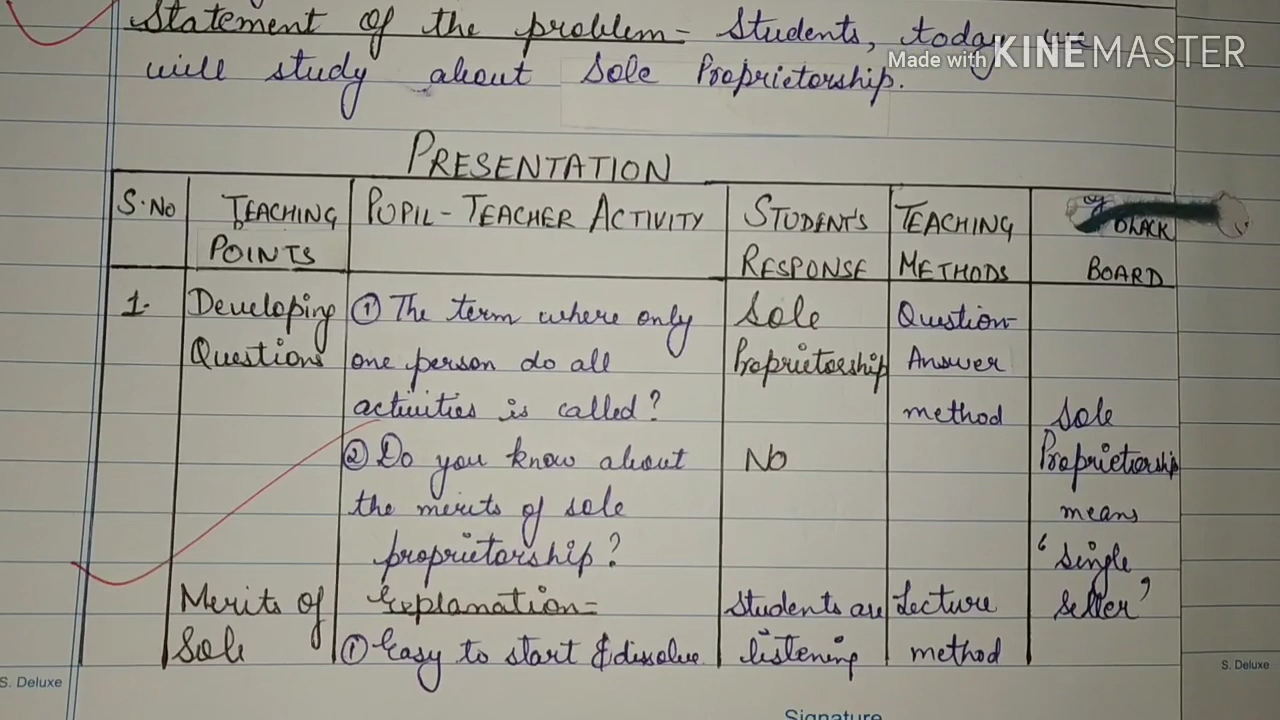 Statement of the problem - Students, today we
Made with KINEMASTER
will study about Sole Proprietorship.
PRESENTATION
S.No TEACHING POINTS PUPIL-TEACHER ACTIVITY STUDENT'S RESPONSE TEACHING METHODS BLACK BOARD
1. Developing Questions
① The term where only
one person do all
activities is called?
Sole
Proprietorship
Question-
Answer
method
② Do you know about
the merits of sole
proprietorship?
No
Sole
Proprietorship
means
'Single
Seller'
Merits of
Sole
Explanation=
① Easy to start & dissolve
Students are
listening
Lecture
method
S. Deluxe
S. Deluxe
Signature